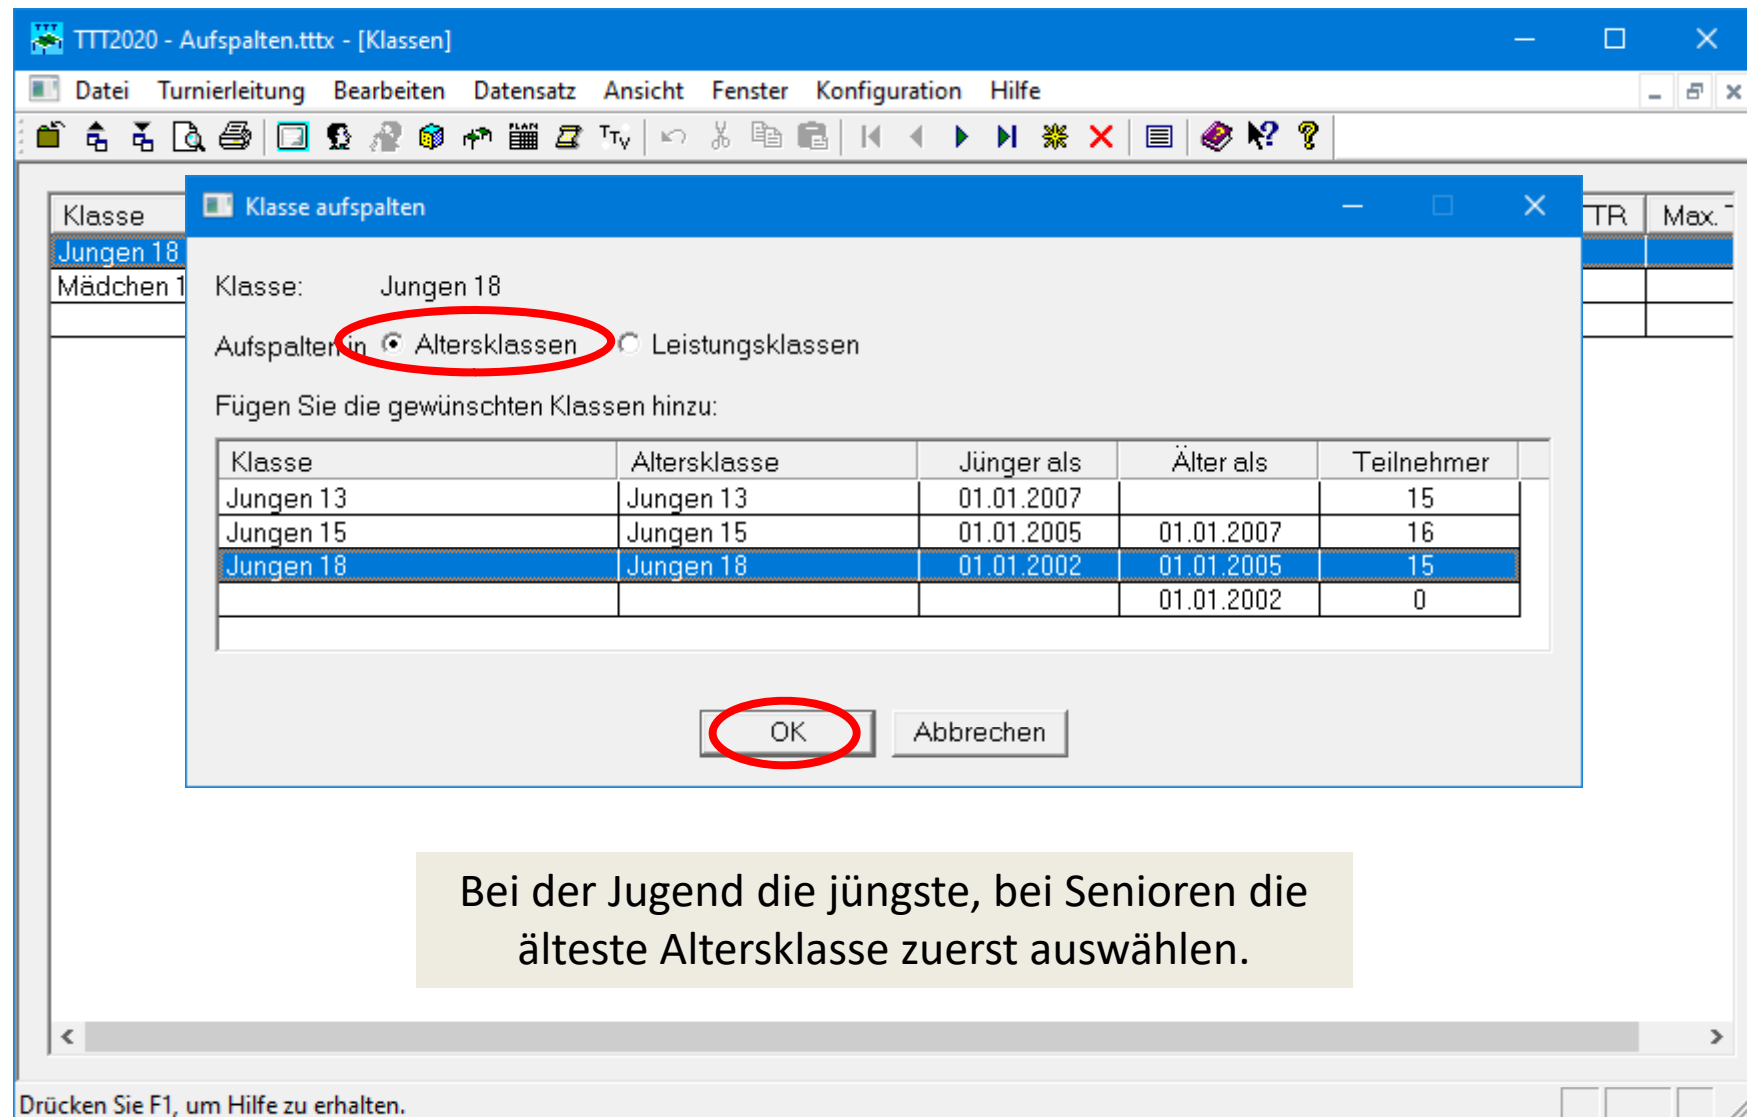 TTT2020 - Aufspalten.tttx - [Klassen]
Datei Turnierleitung Bearbeiten Datensatz Ansicht Fenster Konfiguration Hilfe
Klasse TTR Max. T
Jungen 18
Mädchen 1
Klasse aufspalten
Klasse: Jungen 18
Aufspalten in Altersklassen Leistungsklassen
Fügen Sie die gewünschten Klassen hinzu:
Klasse Altersklasse Jünger als Älter als Teilnehmer
Jungen 13 Jungen 13 01.01.2007 15
Jungen 15 Jungen 15 01.01.2005 01.01.2007 16
Jungen 18 Jungen 18 01.01.2002 01.01.2005 15
01.01.2002 0
OK Abbrechen
Bei der Jugend die jüngste, bei Senioren die
älteste Altersklasse zuerst auswählen.
Drücken Sie F1, um Hilfe zu erhalten.